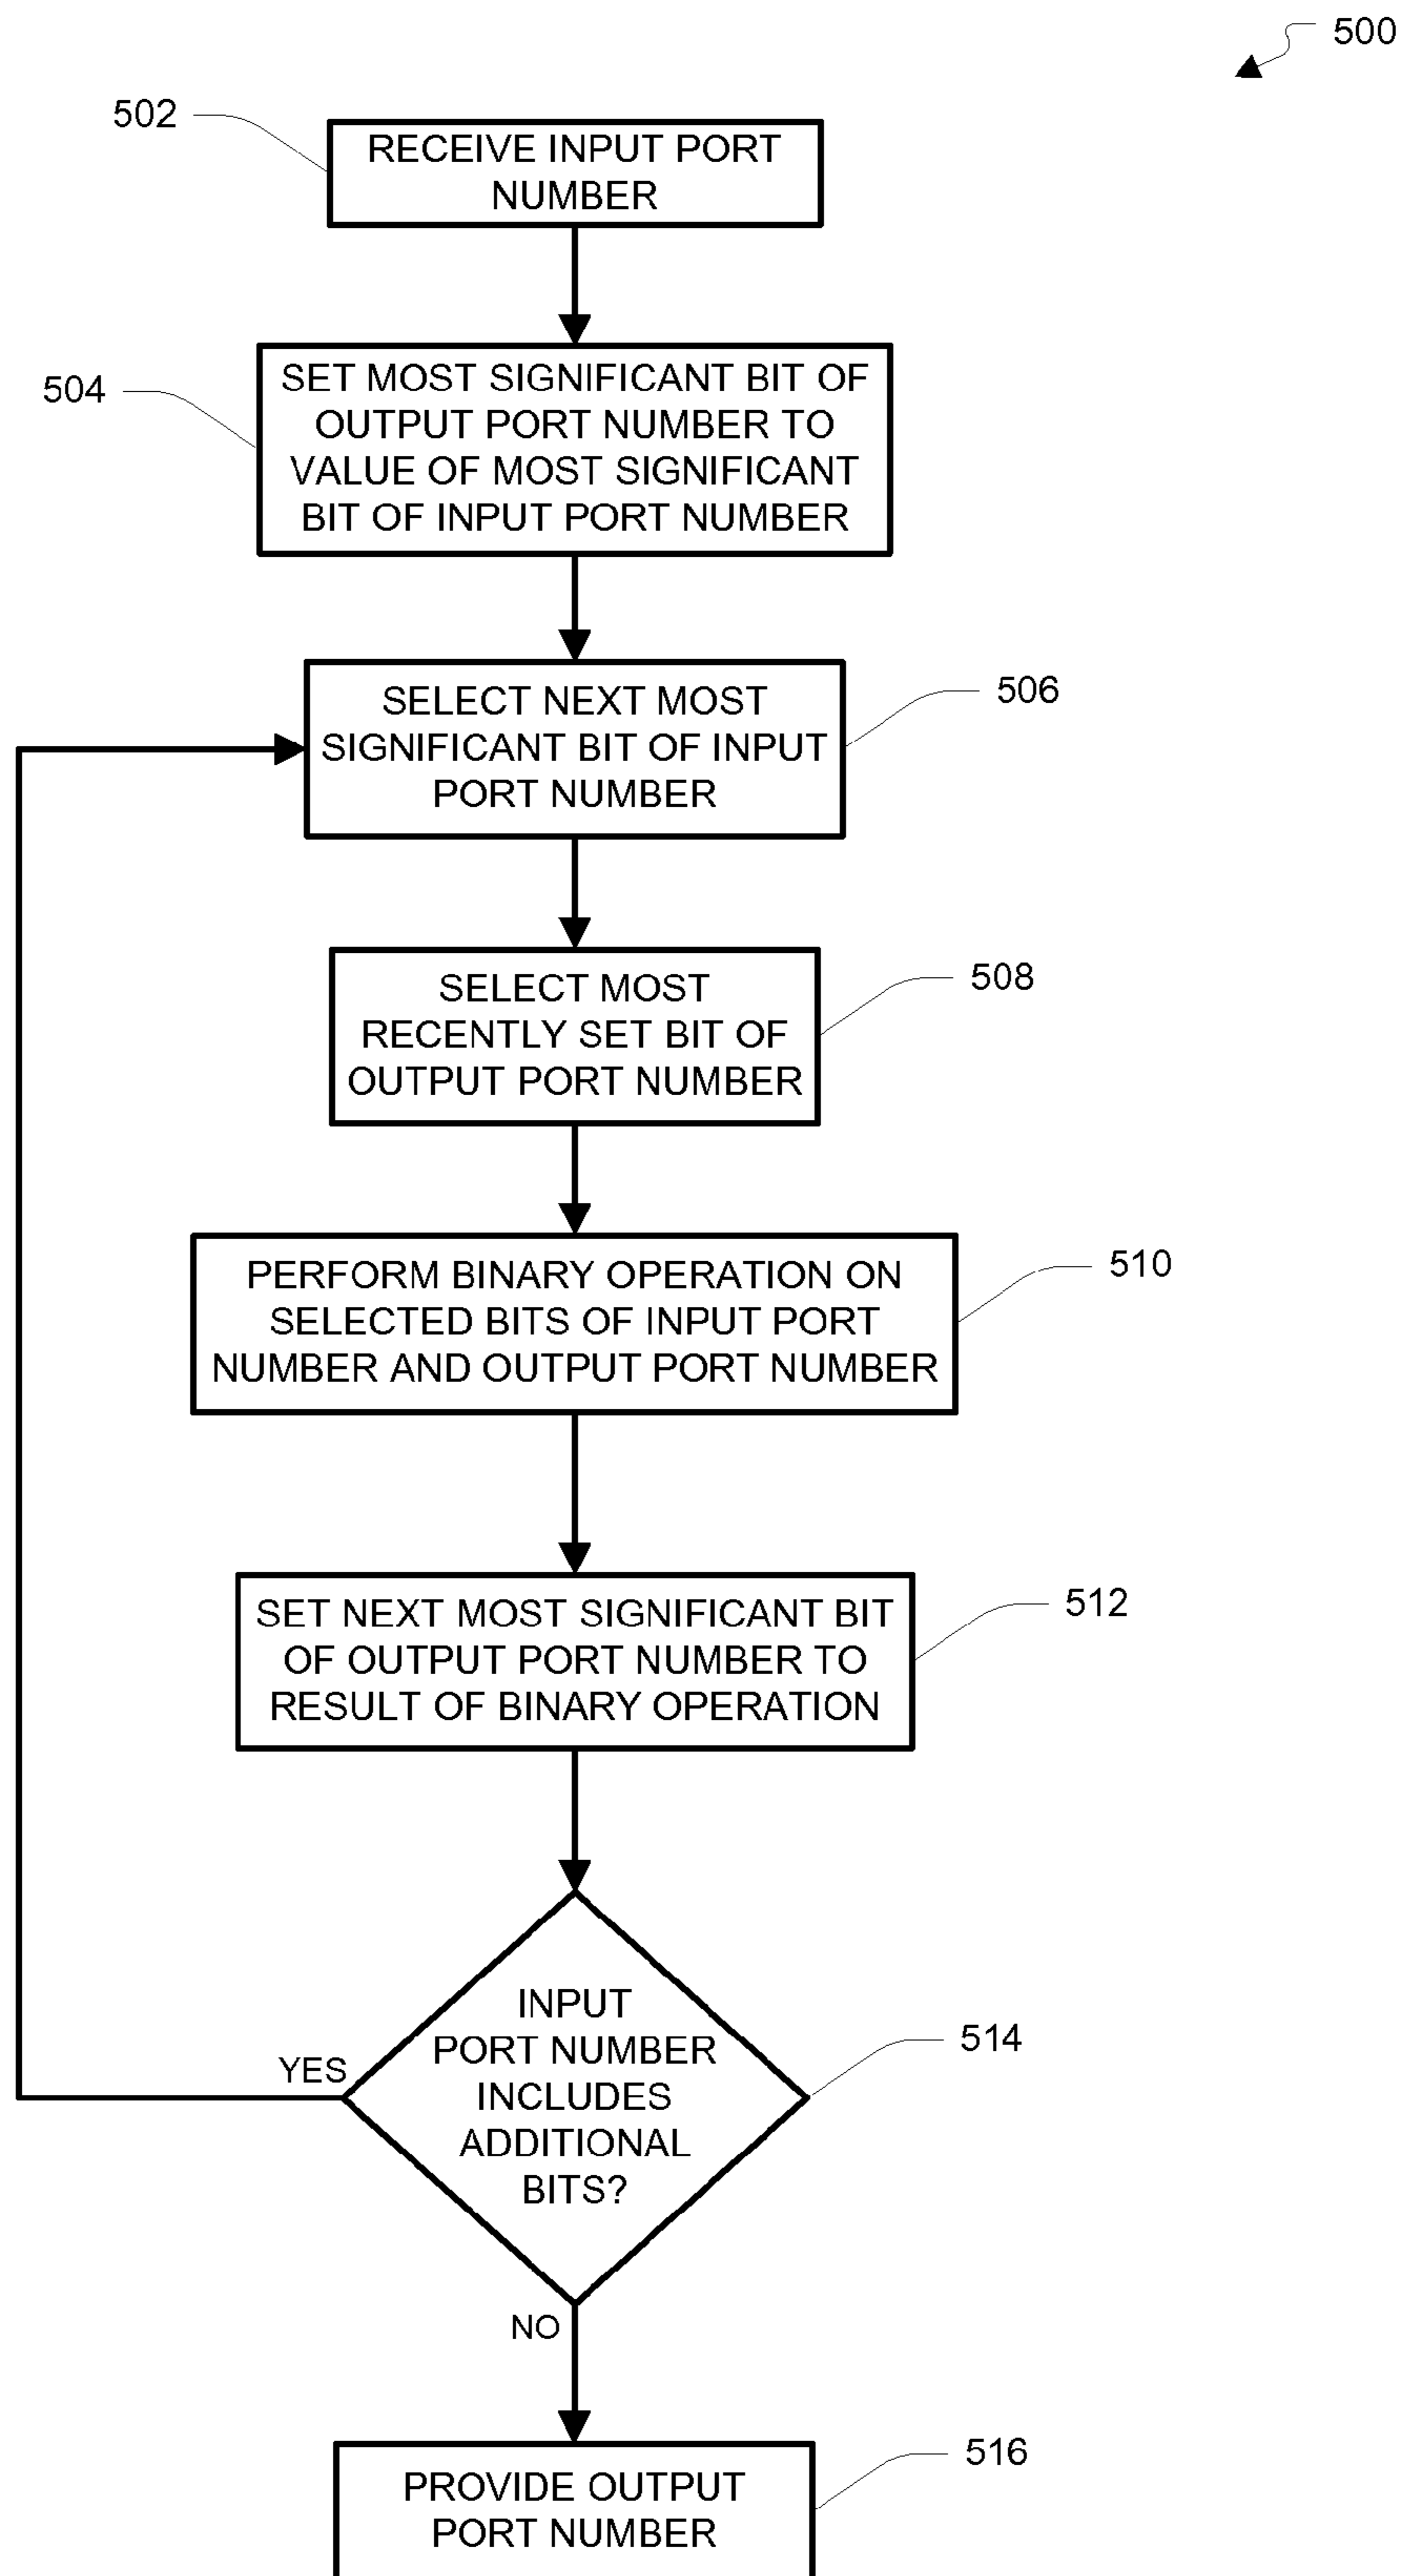 500
502
RECEIVE INPUT PORT
NUMBER
504
SET MOST SIGNIFICANT BIT OF
OUTPUT PORT NUMBER TO
VALUE OF MOST SIGNIFICANT
BIT OF INPUT PORT NUMBER
506
SELECT NEXT MOST
SIGNIFICANT BIT OF INPUT
PORT NUMBER
508
SELECT MOST
RECENTLY SET BIT OF
OUTPUT PORT NUMBER
510
PERFORM BINARY OPERATION ON
SELECTED BITS OF INPUT PORT
NUMBER AND OUTPUT PORT NUMBER
512
SET NEXT MOST SIGNIFICANT BIT
OF OUTPUT PORT NUMBER TO
RESULT OF BINARY OPERATION
514
INPUT
PORT NUMBER
INCLUDES
ADDITIONAL
BITS?
YES
NO
516
PROVIDE OUTPUT
PORT NUMBER